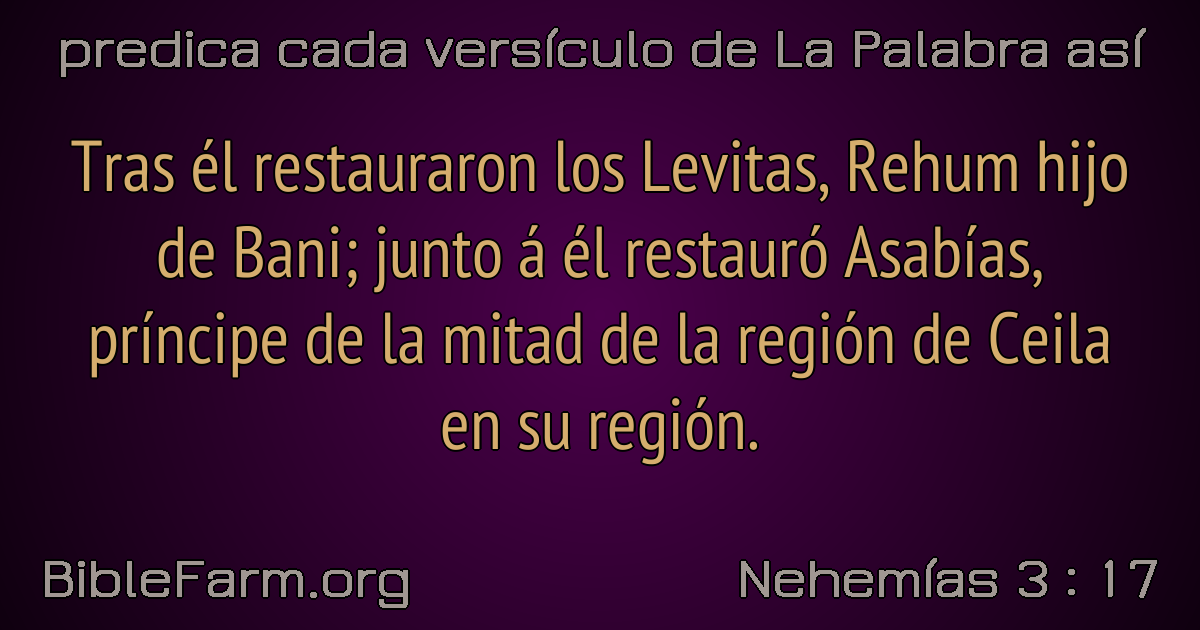 predica cada versículo de La Palabra así
Tras él restauraron los Levitas, Rehum hijo
de Bani; junto á él restauró Asabías,
príncipe de la mitad de la región de Ceila
en su región.
BibleFarm.org
Nehemías 3 : 17